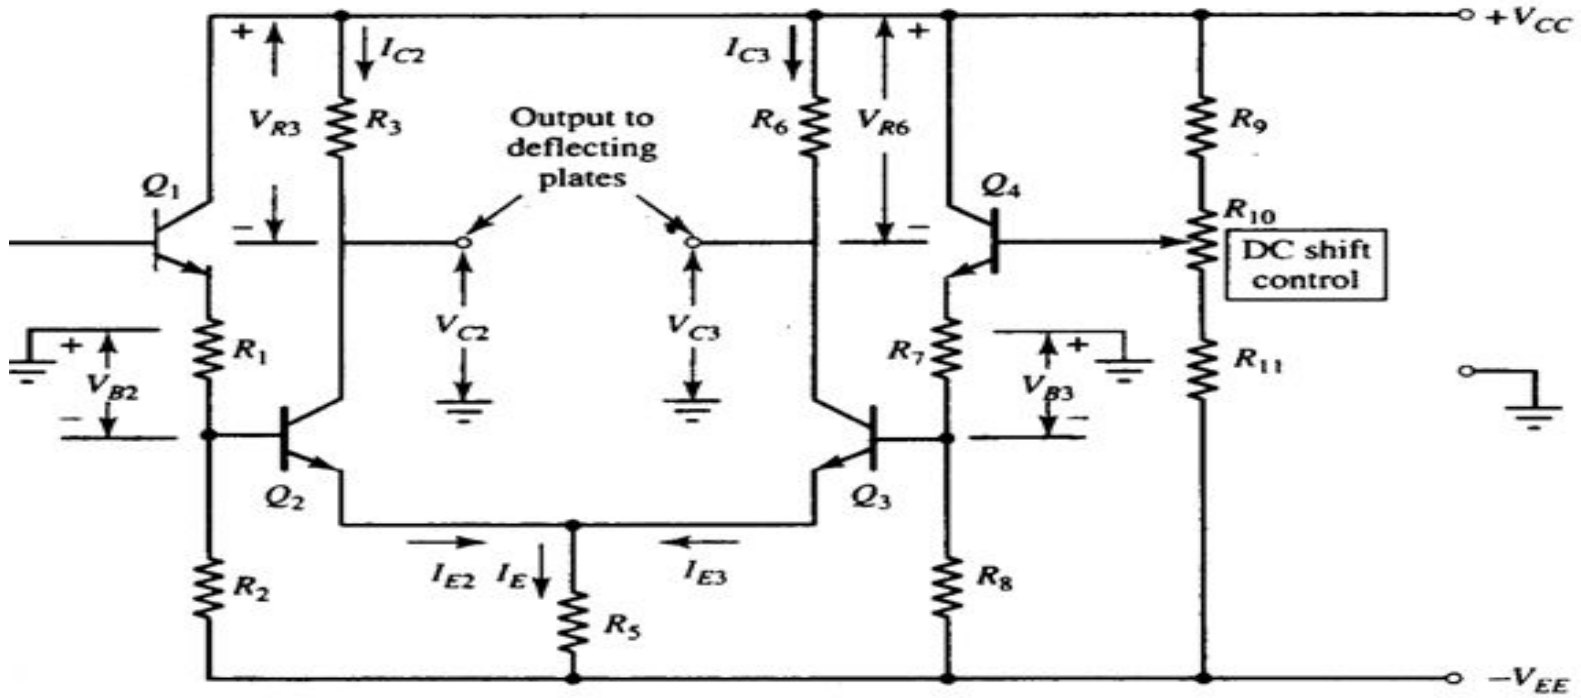 +V_CC
+
I_C2
I_C3
+
V_R3
R_3
Output to
deflecting
plates
R_6
V_R6
R_9
Q_1
Q_4
R_10
−
−
DC shift
control
V_C2
V_C3
R_1
R_7
R_11
+
V_B2
−
+
V_B3
−
Q_2
Q_3
I_E2
I_E
I_E3
R_2
R_5
R_8
−V_EE